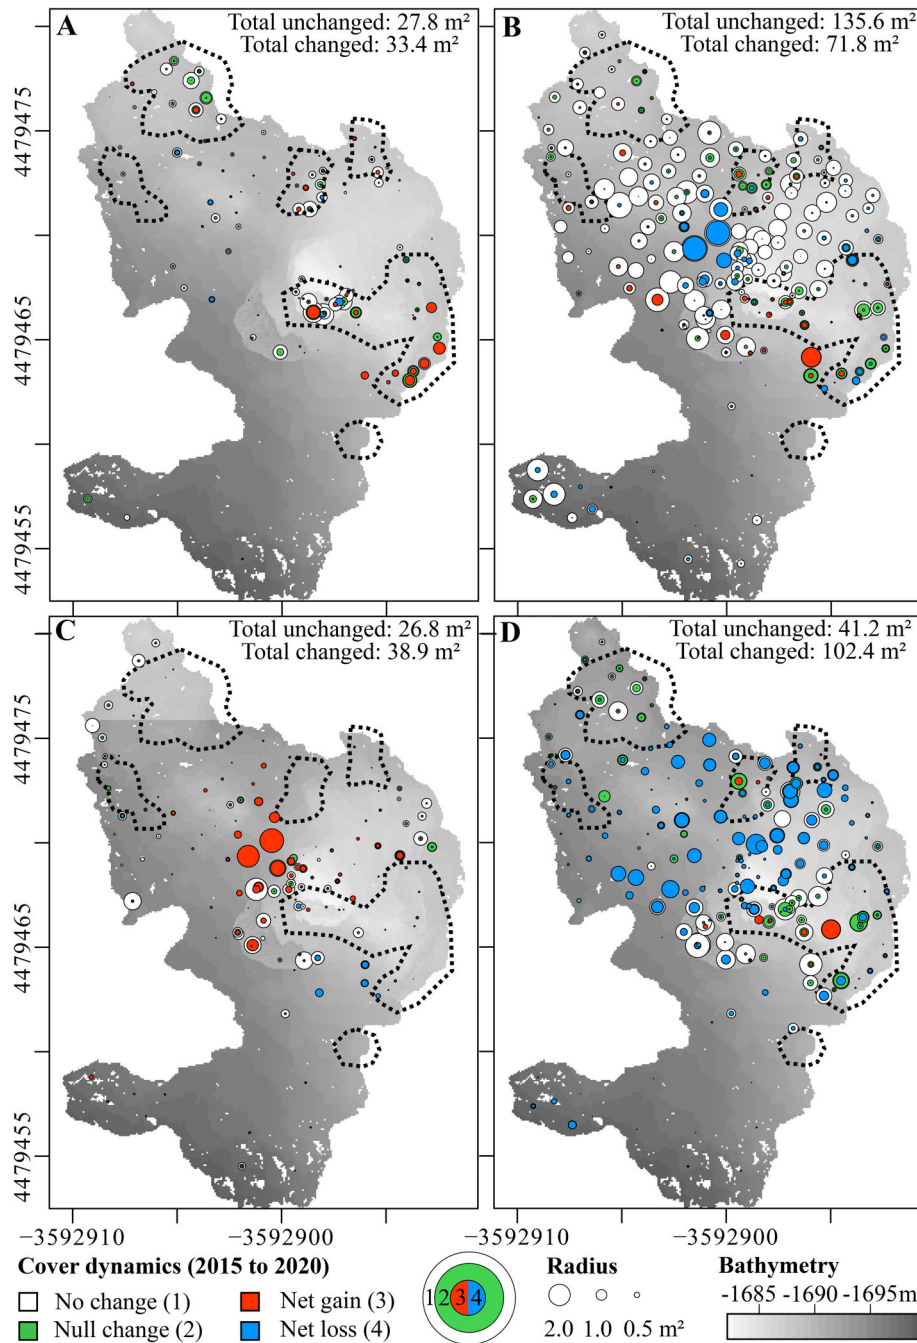 A
Total unchanged: 27.8 m²
Total changed: 33.4 m²
B
Total unchanged: 135.6 m²
Total changed: 71.8 m²
4479475
4479465
4479455
C
Total unchanged: 26.8 m²
Total changed: 38.9 m²
D
Total unchanged: 41.2 m²
Total changed: 102.4 m²
4479475
4479465
4479455
−3592910 −3592900 −3592910 −3592900
Cover dynamics (2015 to 2020)
No change (1)
Null change (2)
Net gain (3)
Net loss (4)
1 2 3 4
Radius
2.0 1.0 0.5 m²
Bathymetry
-1685 -1690 -1695m